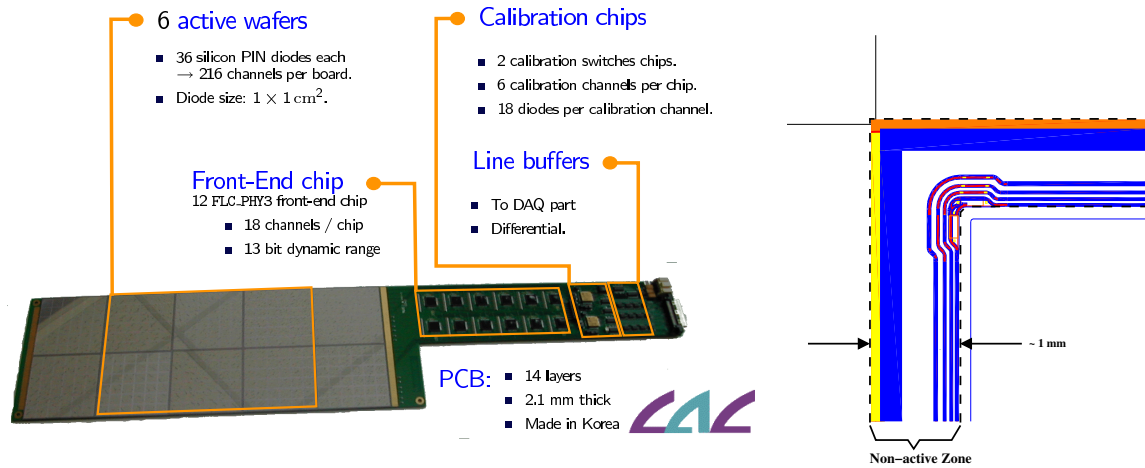 6 active wafers
■ 36 silicon PIN diodes each
→ 216 channels per board.
■ Diode size: 1 × 1 cm².
Calibration chips
■ 2 calibration switches chips.
■ 6 calibration channels per chip.
■ 18 diodes per calibration channel.
Line buffers
■ To DAQ part
■ Differential.
Front-End chip
12 FLC_PHY3 front-end chip
■ 18 channels / chip
■ 13 bit dynamic range
PCB:
■ 14 layers
■ 2.1 mm thick
■ Made in Korea
LAL
~ 1 mm
Non-active Zone